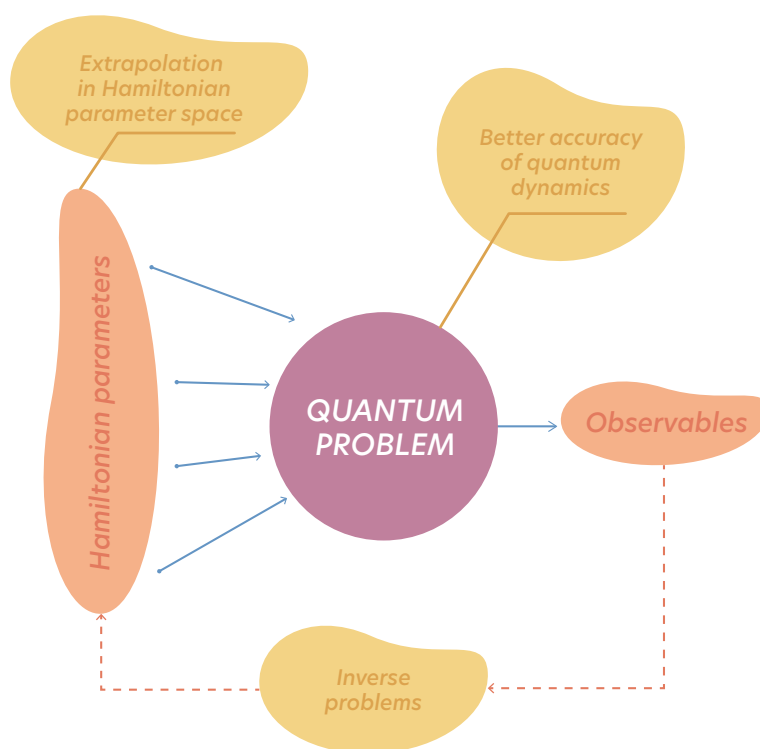 Extrapolation
in Hamiltonian
parameter space
Better accuracy
of quantum
dynamics
Hamiltonian parameters
QUANTUM
PROBLEM
Observables
Inverse
problems